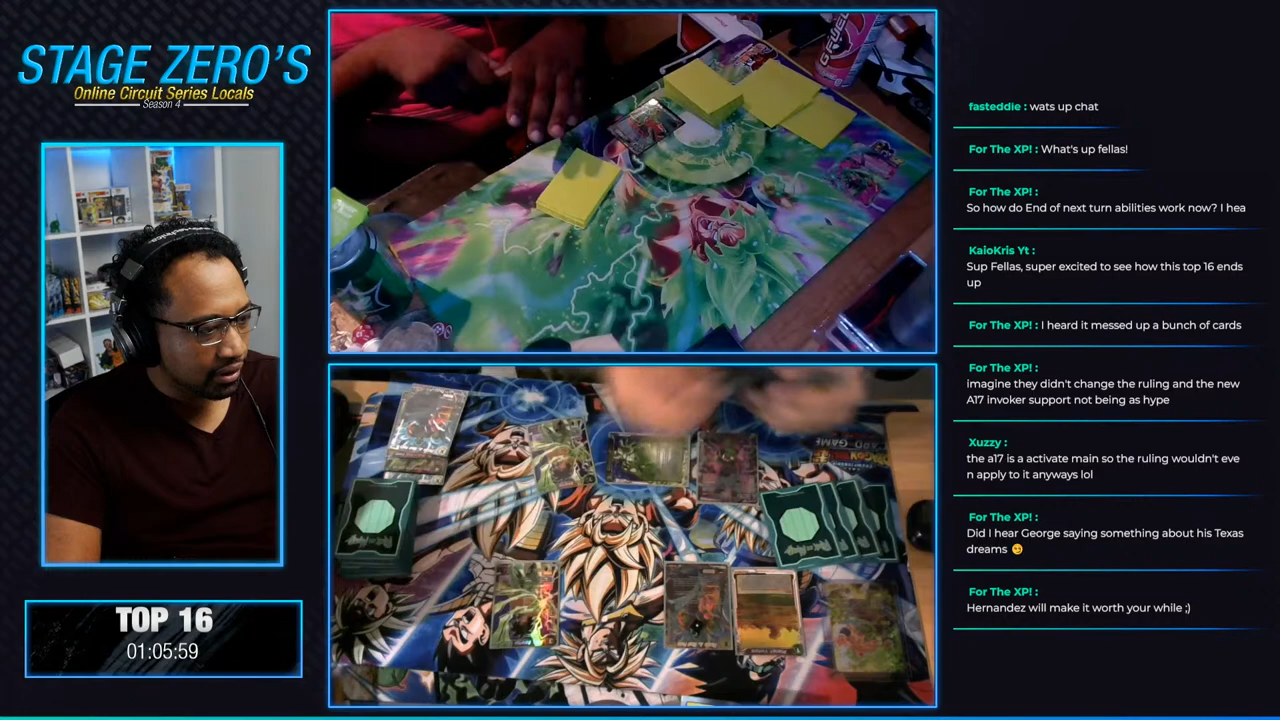 STAGE ZERO'S
Online Circuit Series Locals
Season 4
G FUEL
fasteddie : wats up chat
For The XP! : What's up fellas!
For The XP! :
So how do End of next turn abilities work now? I hea
KaioKris Yt :
Sup Fellas, super excited to see how this top 16 ends
up
For The XP! : I heard it messed up a bunch of cards
For The XP! :
imagine they didn't change the ruling and the new
A17 invoker support not being as hype
Xuzzy :
the a17 is a activate main so the ruling wouldn't eve
n apply to it anyways lol
For The XP! :
Did I hear George saying something about his Texas
dreams 😏
For The XP! :
Hernandez will make it worth your while ;)
TOP 16
01:05:59